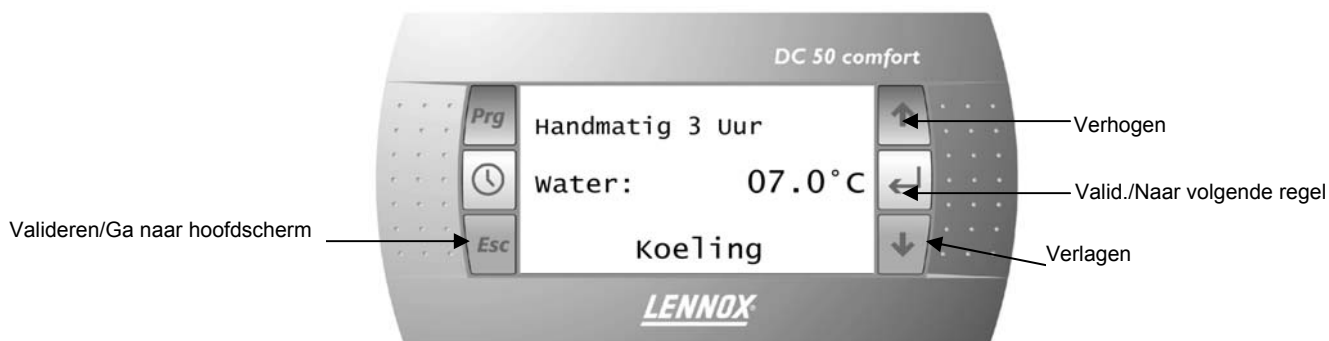 DC 50 comfort
Prg
Handmatig 3 Uur
Verhogen
Water: 07.0°C
Valid./Naar volgende regel
Valideren/Ga naar hoofdscherm
Esc
Koeling
Verlagen
LENNOX